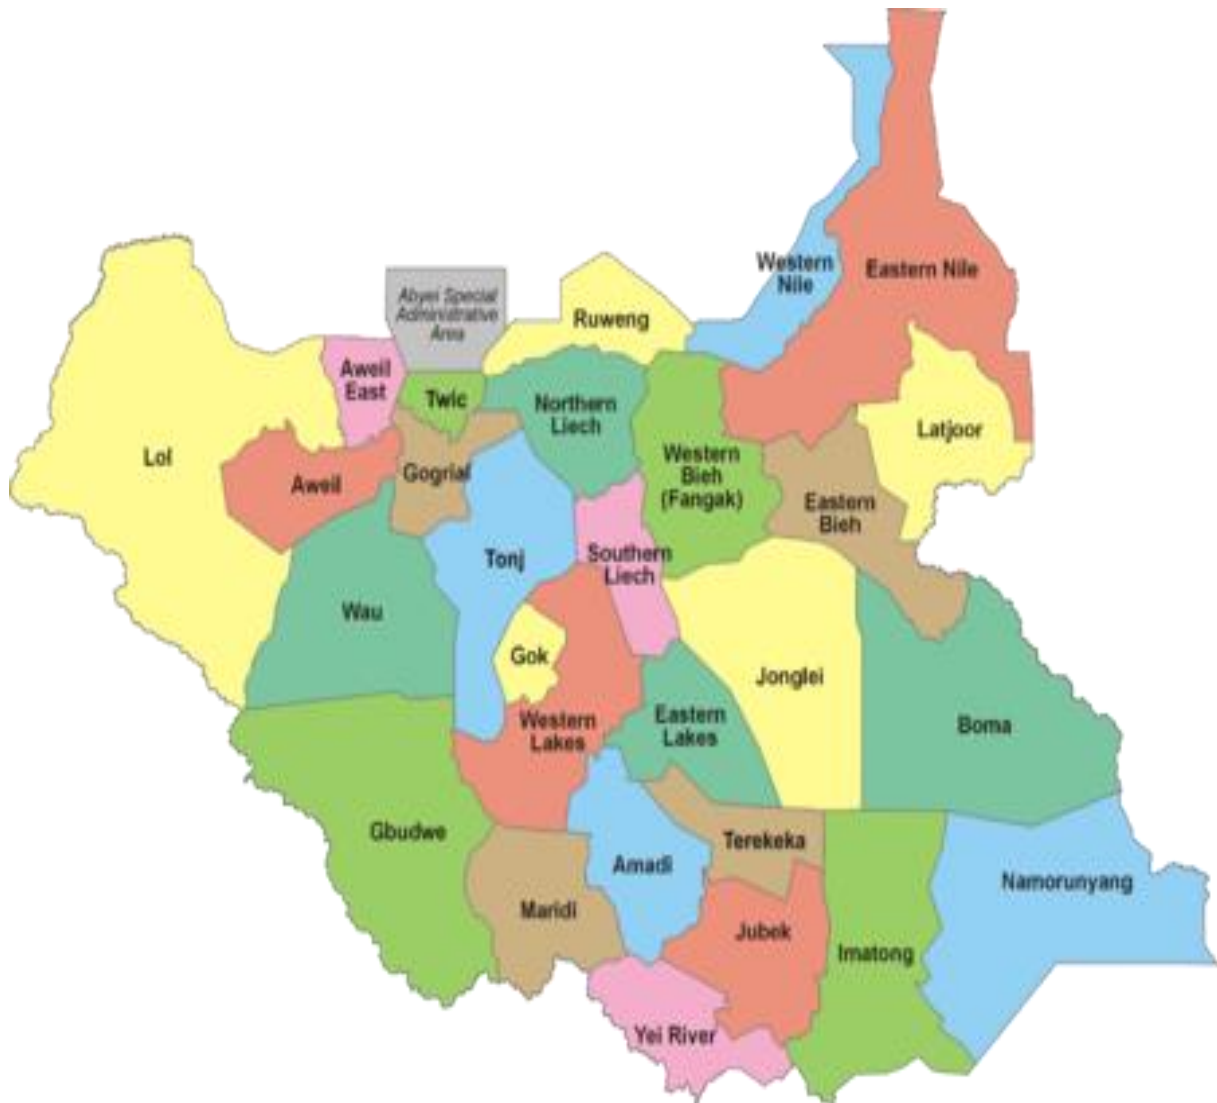 Western
Nile
Eastern Nile
Abyei Special
Administrative
Area
Ruweng
Aweil
East
Twic
Northern
Liech
Latjoor
Lol
Aweil
Gogrial
Western
Bieh
(Fangak)
Eastern
Bieh
Tonj
Southern
Liech
Wau
Gok
Jonglei
Western
Lakes
Eastern
Lakes
Boma
Gbudwe
Terekeka
Amadi
Namorunyang
Maridi
Jubek
Imatong
Yei River